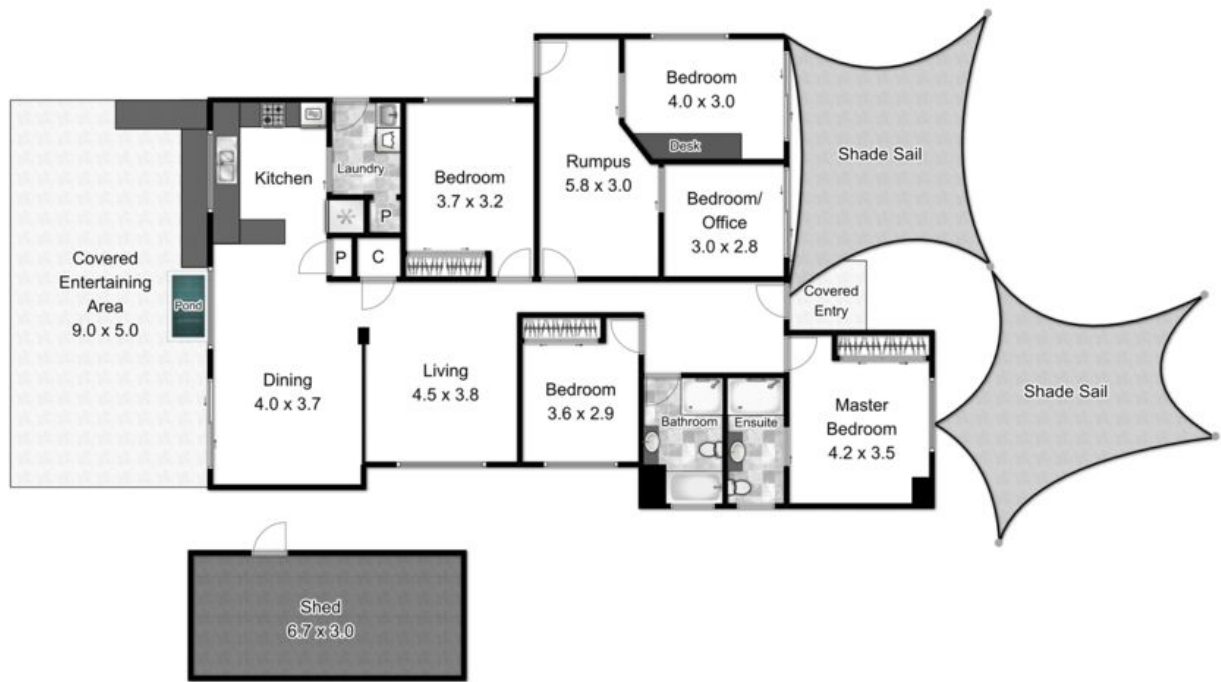 Covered
Entertaining
Area
9.0 x 5.0
Pond
Kitchen
Laundry
P
P
C
Dining
4.0 x 3.7
Living
4.5 x 3.8
Bedroom
3.7 x 3.2
Rumpus
5.8 x 3.0
Bedroom
4.0 x 3.0
Desk
Bedroom/
Office
3.0 x 2.8
Bedroom
3.6 x 2.9
Bathroom
Ensuite
Master
Bedroom
4.2 x 3.5
Covered
Entry
Shade Sail
Shade Sail
Shed
6.7 x 3.0